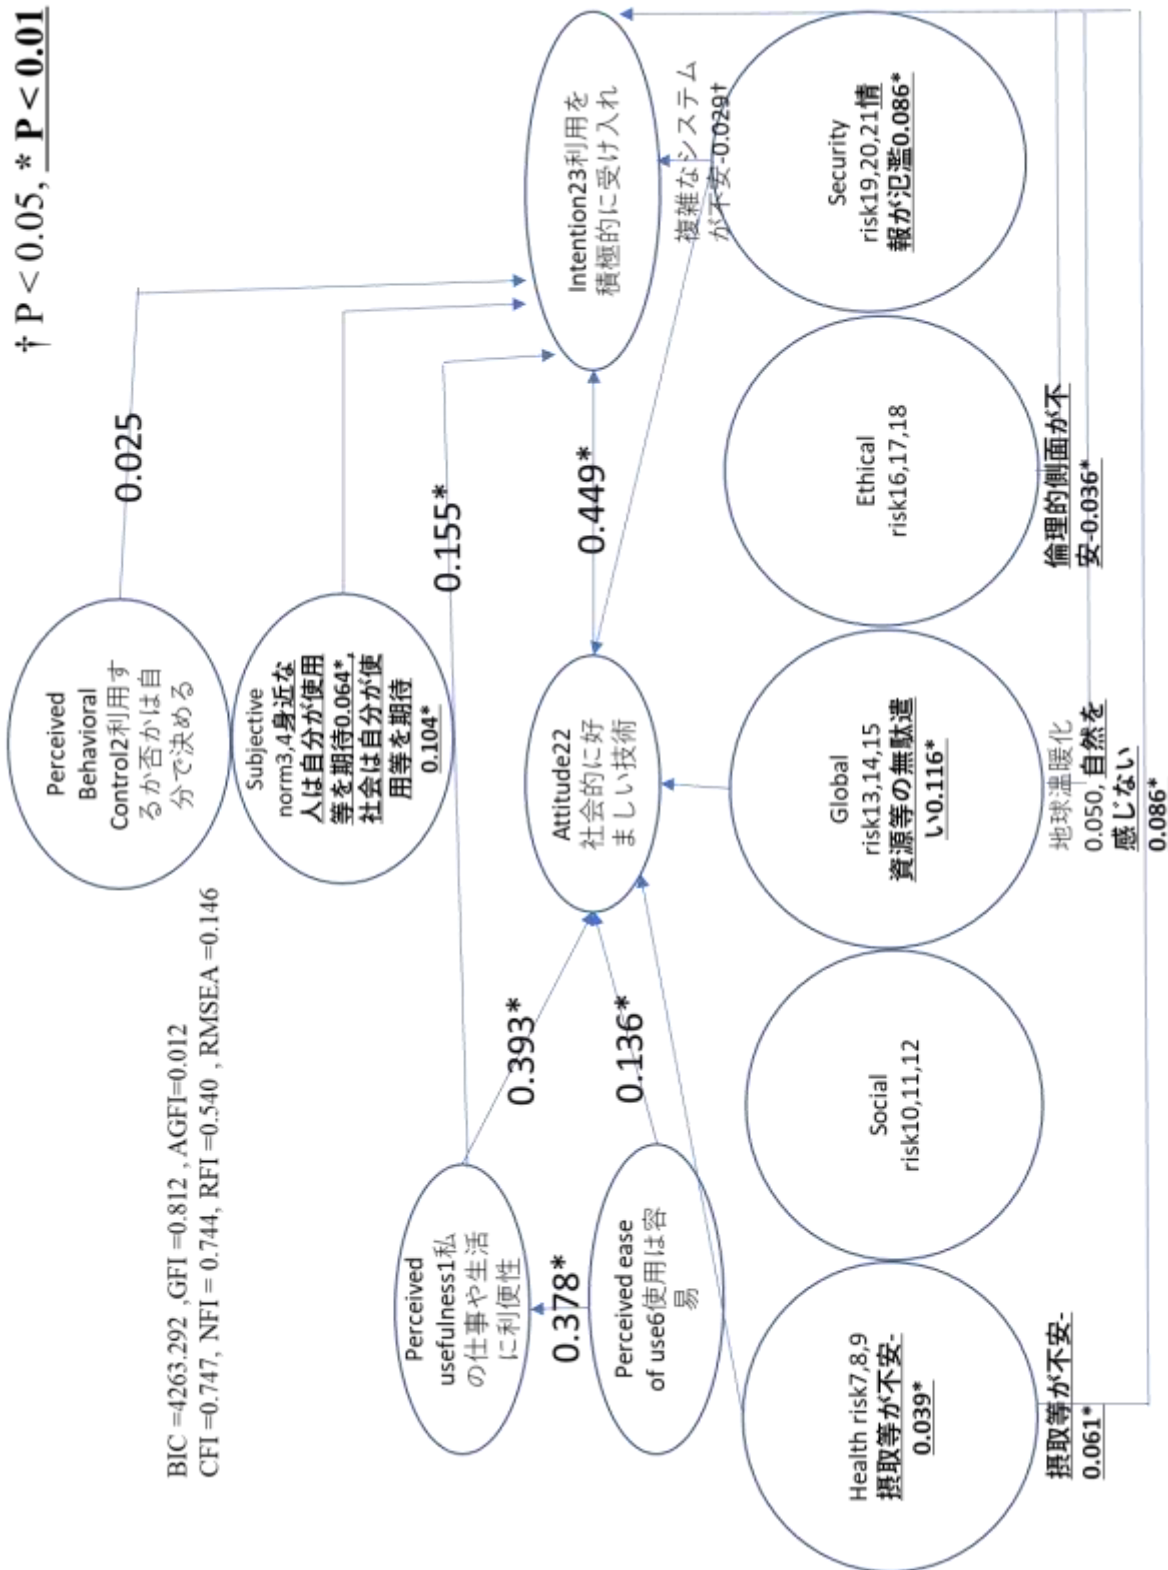 † P < 0.05, * P < 0.01
BIC =4263.292 ,GFI =0.812 , AGFI=0.012
CFI =0.747, NFI = 0.744, RFI =0.540 , RMSEA =0.146
Perceived
Behavioral
Control2利用す
るか否かは自
分で決める
0.025
Subjective
norm3,4身近な
人は自分が使用
等を期待0.064*,
社会は自分が使
用等を期待
0.104*
Perceived
usefulness1私
の仕事や生活
に利便性
0.155*
0.393*
0.378*
Perceived ease
of use6使用は容
易
0.136*
Attitude22
社会的に好
ましい技術
0.449*
Intention23利用を
積極的に受け入れ
複雑なシステム
が不安-0.029†
Health risk7,8,9
摂取等が不安-
0.039*
Social
risk10,11,12
Global
risk13,14,15
資源等の無駄遣
い0.116*
Ethical
risk16,17,18
Security
risk19,20,21情
報が氾濫0.086*
摂取等が不安-
0.061*
地球温暖化
0.050, 自然を
感じない
0.086*
倫理的側面が不
安-0.036*